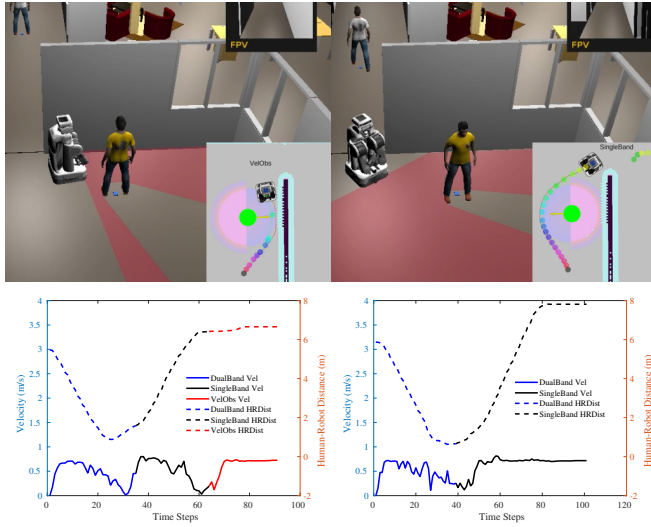 FPV
VelObs
FPV
SingleBand
4
3.5
3
2.5
2
1.5
1
0.5
0
Velocity (m/s)
0
20
40
60
80
100
Time Steps
8
6
4
2
0
-2
Human-Robot Distance (m)
DualBand Vel
SingleBand Vel
VelObs Vel
DualBand HRDist
SingleBand HRDist
VelObs HRDist
4
3.5
3
2.5
2
1.5
1
0.5
0
Velocity (m/s)
0
20
40
60
80
100
Time Steps
8
6
4
2
0
-2
Human-Robot Distance (m)
DualBand Vel
SingleBand Vel
DualBand HRDist
SingleBand HRDist